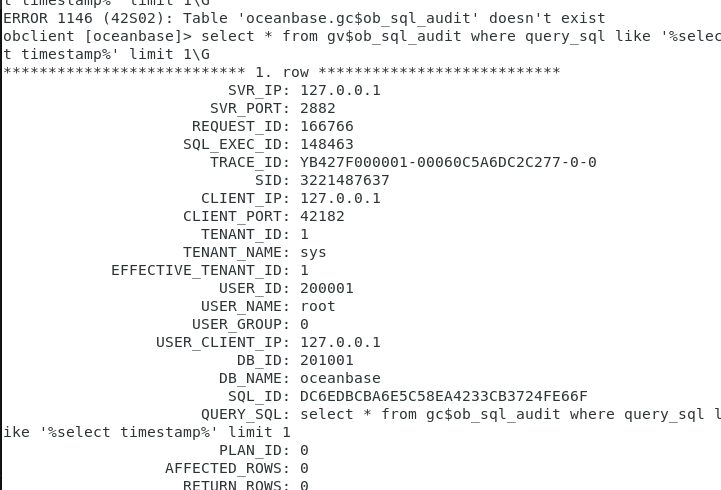 t timestamp%' limit 1\G
ERROR 1146 (42S02): Table 'oceanbase.gc$ob_sql_audit' doesn't exist
obclient [oceanbase]> select * from gv$ob_sql_audit where query_sql like '%selec
t timestamp%' limit 1\G
*************************** 1. row ***************************
SVR_IP: 127.0.0.1
SVR_PORT: 2882
REQUEST_ID: 166766
SQL_EXEC_ID: 148463
TRACE_ID: YB427F000001-00060C5A6DC2C277-0-0
SID: 3221487637
CLIENT_IP: 127.0.0.1
CLIENT_PORT: 42182
TENANT_ID: 1
TENANT_NAME: sys
EFFECTIVE_TENANT_ID: 1
USER_ID: 200001
USER_NAME: root
USER_GROUP: 0
USER_CLIENT_IP: 127.0.0.1
DB_ID: 201001
DB_NAME: oceanbase
SQL_ID: DC6EDBCBA6E5C58EA4233CB3724FE66F
QUERY_SQL: select * from gc$ob_sql_audit where query_sql l
ike '%select timestamp%' limit 1
PLAN_ID: 0
AFFECTED_ROWS: 0
RETURN_ROWS: 0